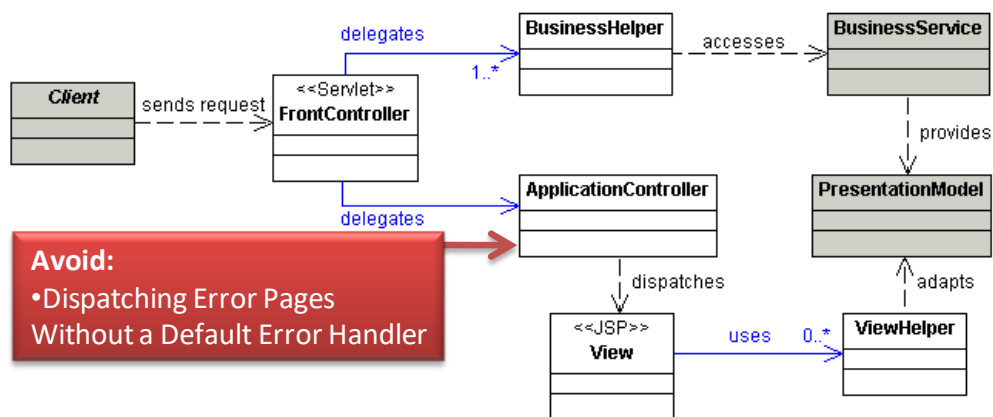 delegates
BusinessHelper
accesses
BusinessService
1..*
Client
sends request
<<Servlet>>
FrontController
provides
ApplicationController
PresentationModel
delegates
Avoid:
•Dispatching Error Pages
Without a Default Error Handler
dispatches
adapts
<<JSP>>
View
uses
0..*
ViewHelper